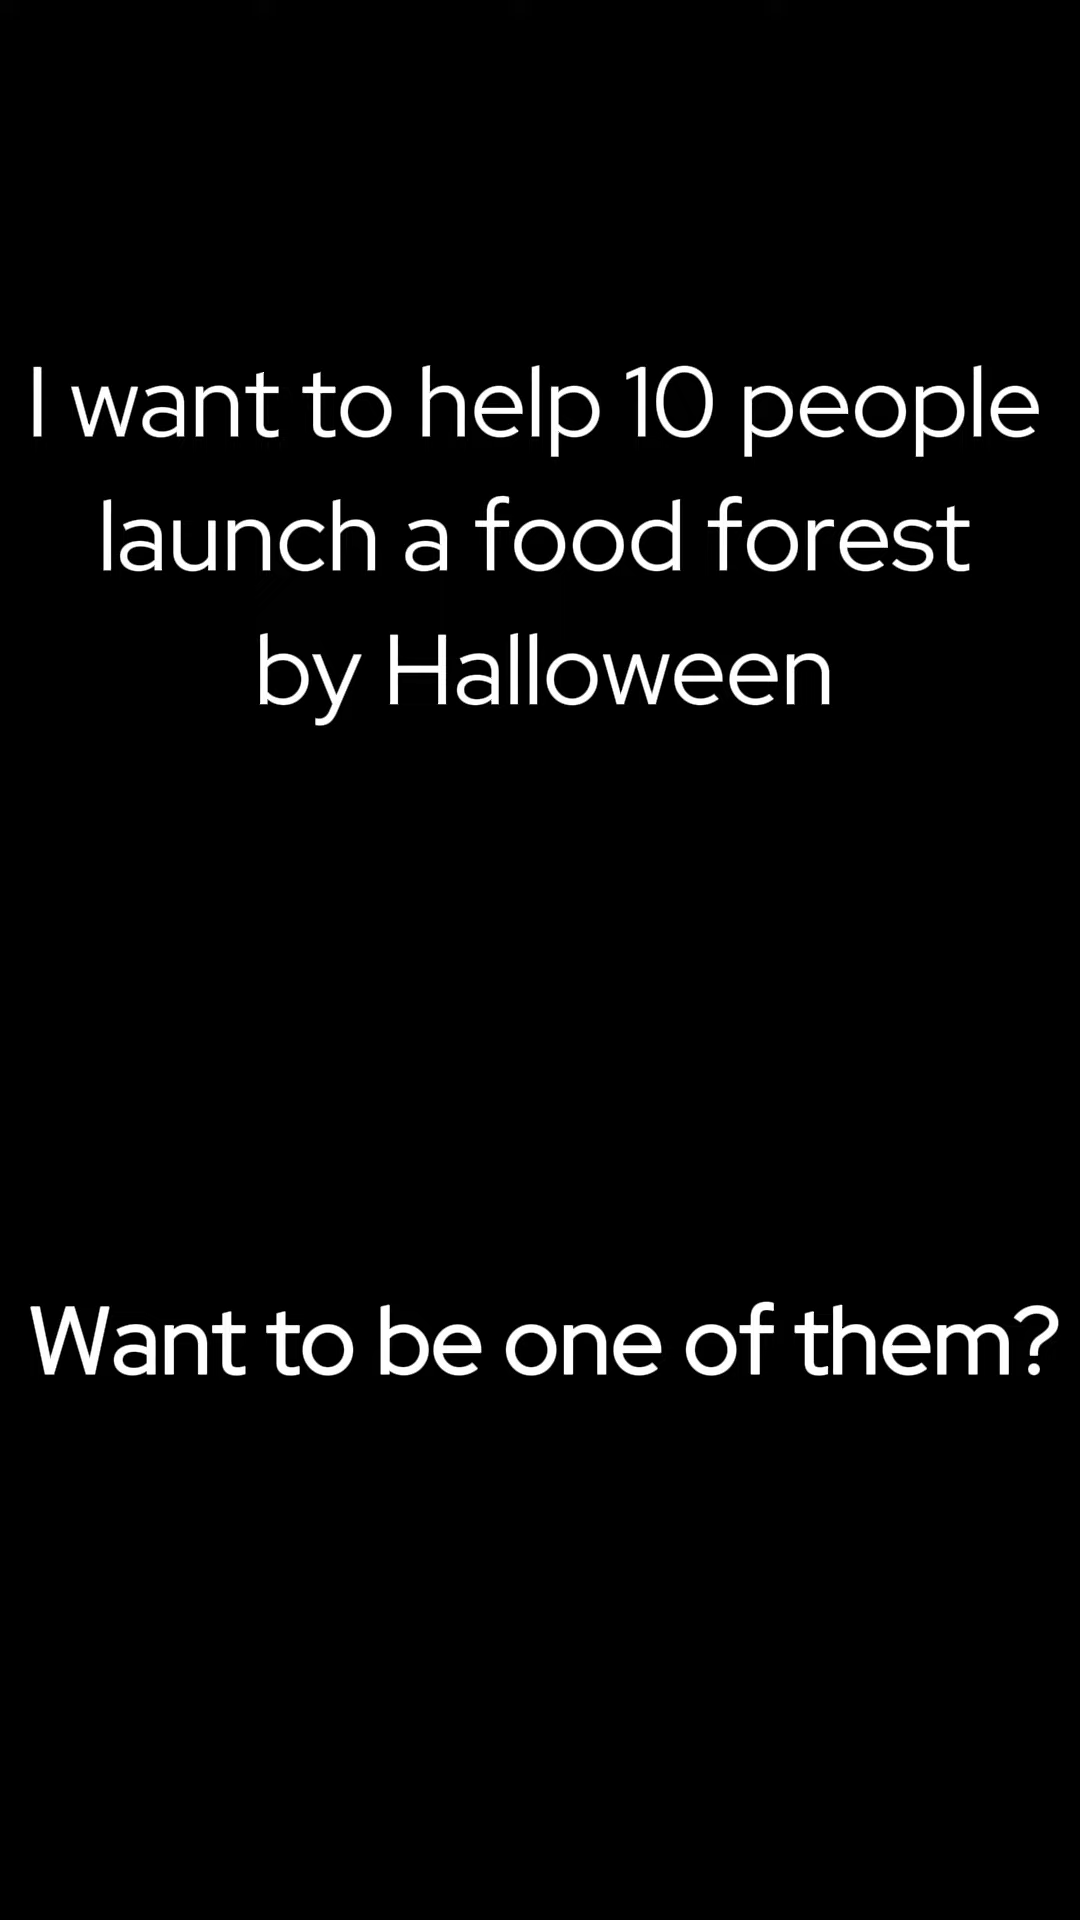 I want to help 10 people
launch a food forest
by Halloween
Want to be one of them?